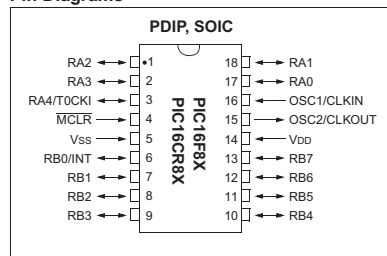 Pin Diagrams
PDIP, SOIC
RA2 •1 18 RA1
RA3 2 17 RA0
RA4/T0CKI 3 16 OSC1/CLKIN
MCLR 4 15 OSC2/CLKOUT
VSS 5 14 VDD
RB0/INT 6 13 RB7
RB1 7 12 RB6
RB2 8 11 RB5
RB3 9 10 RB4
PIC16F8X
PIC16CR8X